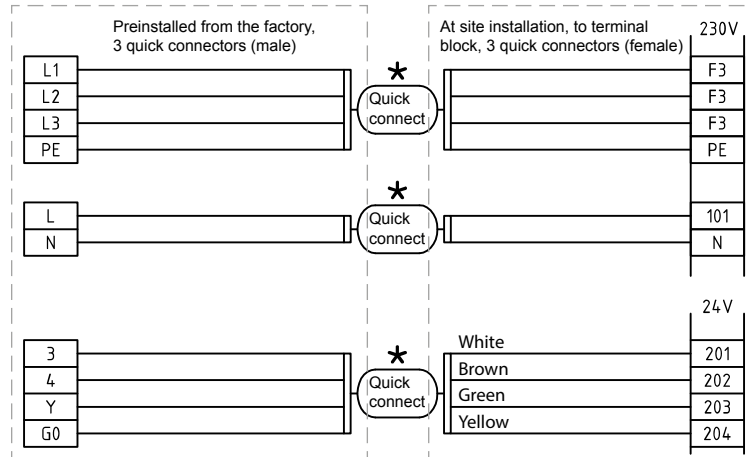 Preinstalled from the factory,
3 quick connectors (male)
At site installation, to terminal
block, 3 quick connectors (female)
230V
L1
L2
L3
PE
*
Quick
connect
F3
F3
F3
PE
L
N
*
Quick
connect
101
N
24V
3
4
Y
G0
*
Quick
connect
White
Brown
Green
Yellow
201
202
203
204